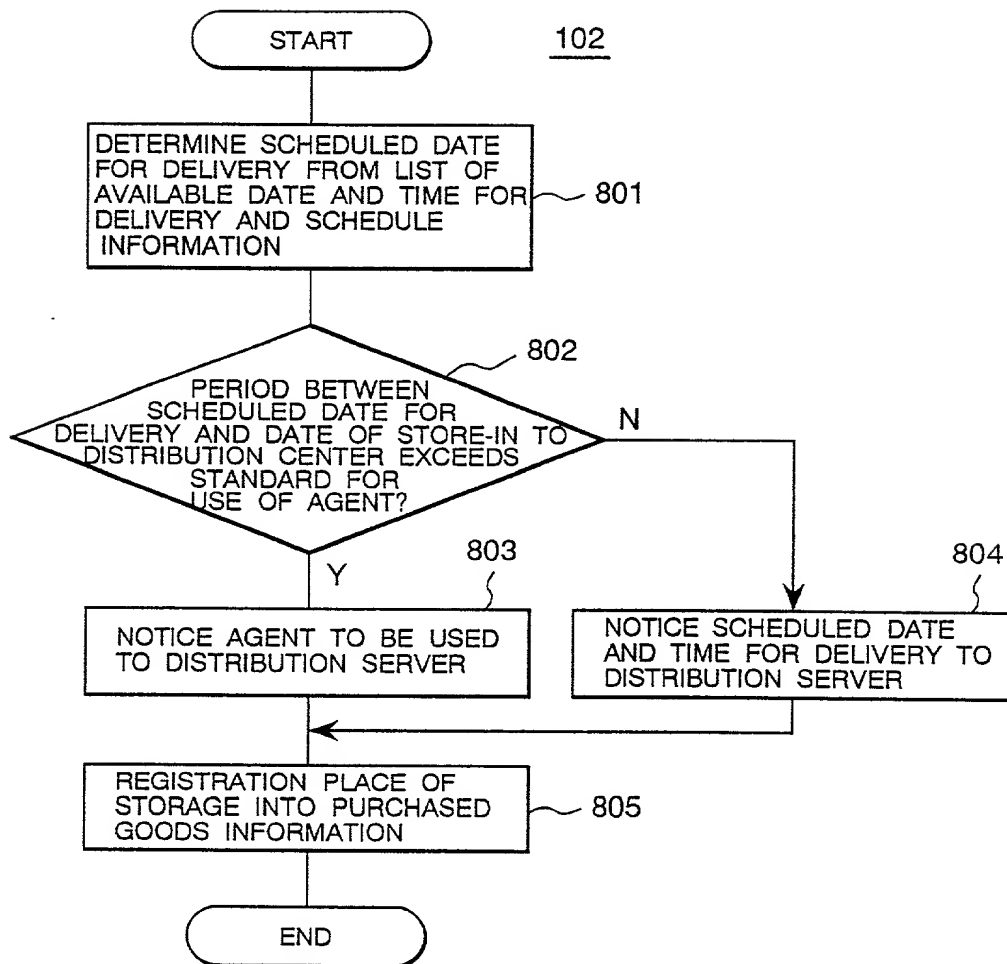 START
102
DETERMINE SCHEDULED DATE
FOR DELIVERY FROM LIST OF
AVAILABLE DATE AND TIME FOR
DELIVERY AND SCHEDULE
INFORMATION
801
802
PERIOD BETWEEN
SCHEDULED DATE FOR
DELIVERY AND DATE OF STORE-IN TO
DISTRIBUTION CENTER EXCEEDS
STANDARD FOR
USE OF AGENT?
N
Y
803
804
NOTICE AGENT TO BE USED
TO DISTRIBUTION SERVER
NOTICE SCHEDULED DATE
AND TIME FOR DELIVERY TO
DISTRIBUTION SERVER
REGISTRATION PLACE OF
STORAGE INTO PURCHASED
GOODS INFORMATION
805
END